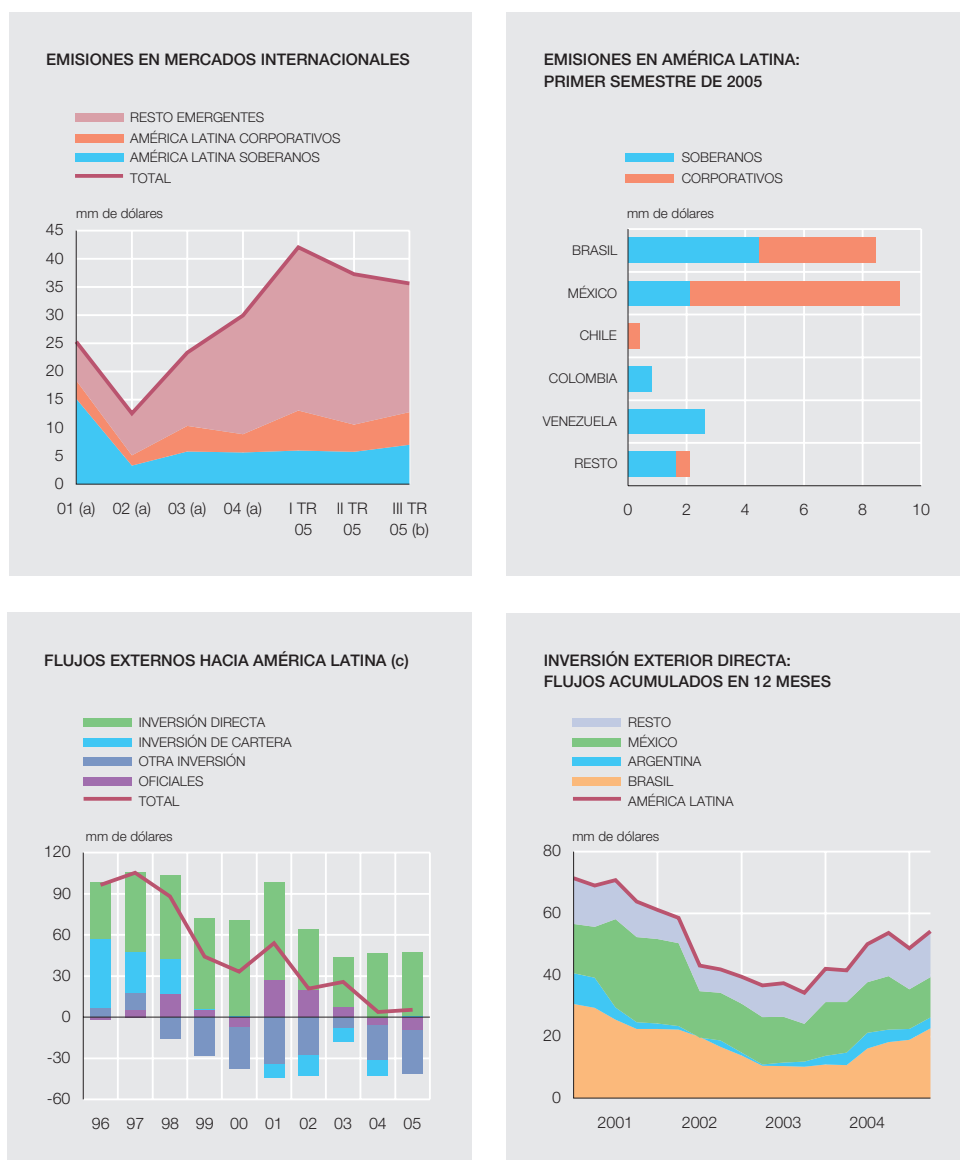 EMISIONES EN MERCADOS INTERNACIONALES
RESTO EMERGENTES
AMÉRICA LATINA CORPORATIVOS
AMÉRICA LATINA SOBERANOS
TOTAL
mm de dólares
45
40
35
30
25
20
15
10
5
0
01 (a) 02 (a) 03 (a) 04 (a) I TR II TR III TR
05 05 05 (b)
EMISIONES EN AMÉRICA LATINA:
PRIMER SEMESTRE DE 2005
SOBERANOS
CORPORATIVOS
mm de dólares
BRASIL
MÉXICO
CHILE
COLOMBIA
VENEZUELA
RESTO
0 2 4 6 8 10
FLUJOS EXTERNOS HACIA AMÉRICA LATINA (c)
INVERSIÓN DIRECTA
INVERSIÓN DE CARTERA
OTRA INVERSIÓN
OFICIALES
TOTAL
mm de dólares
120
90
60
30
0
-30
-60
96 97 98 99 00 01 02 03 04 05
INVERSIÓN EXTERIOR DIRECTA:
FLUJOS ACUMULADOS EN 12 MESES
RESTO
MÉXICO
ARGENTINA
BRASIL
AMÉRICA LATINA
mm de dólares
80
60
40
20
0
2001 2002 2003 2004